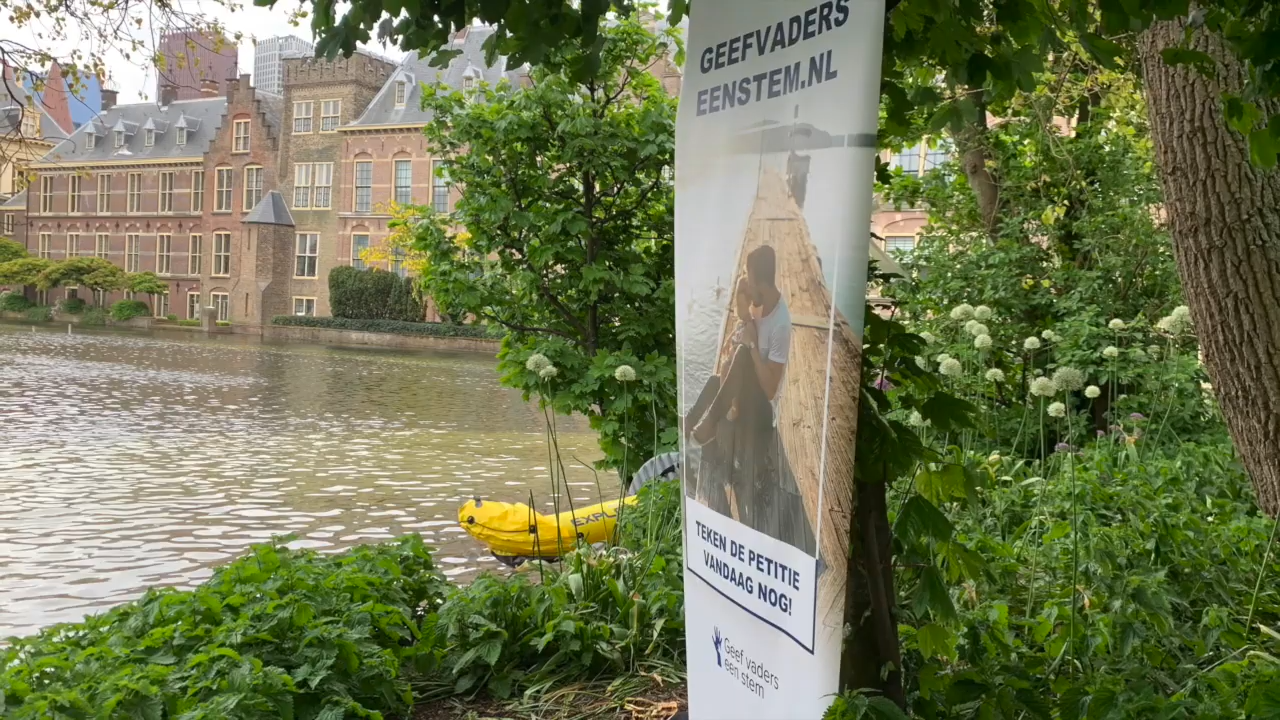 GEEFVADERS
EENSTEM.NL
TEKEN DE PETITIE
VANDAAG NOG!
Geef vaders
een stem